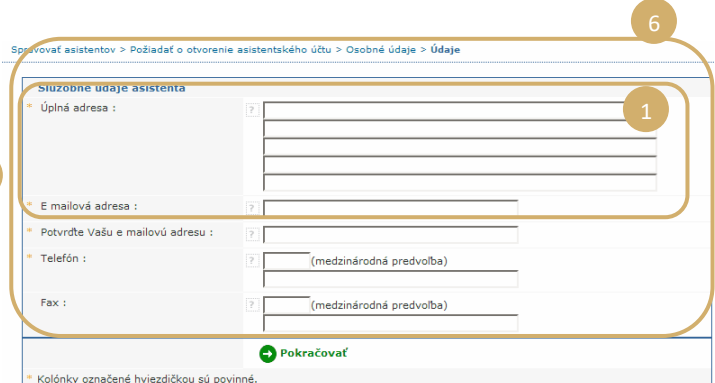 6
Spravovať asistentov > Požiadať o otvorenie asistentského účtu > Osobné údaje > Údaje
Služobné údaje asistenta
1
* Úplná adresa : ?
* E mailová adresa : ?
* Potvrďte Vašu e mailovú adresu : ?
* Telefón : ? (medzinárodná predvoľba)
Fax : ? (medzinárodná predvoľba)
Pokračovať
* Kolónky označené hviezdičkou sú povinné.